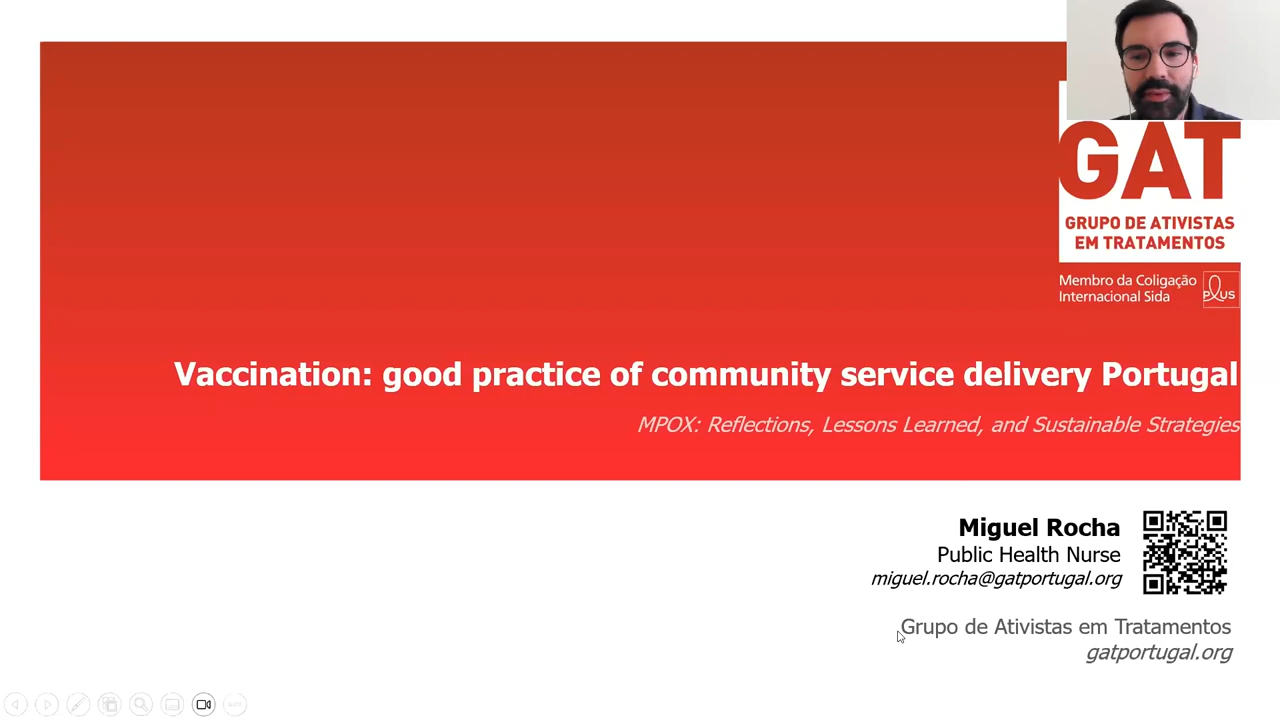 GAT
GRUPO DE ATIVISTAS
EM TRATAMENTOS
Membro da Coligação
Internacional Sida
PLUS
Vaccination: good practice of community service delivery Portugal
MPOX: Reflections, Lessons Learned, and Sustainable Strategies
Miguel Rocha
Public Health Nurse
miguel.rocha@gatportugal.org
Grupo de Ativistas em Tratamentos
gatportugal.org